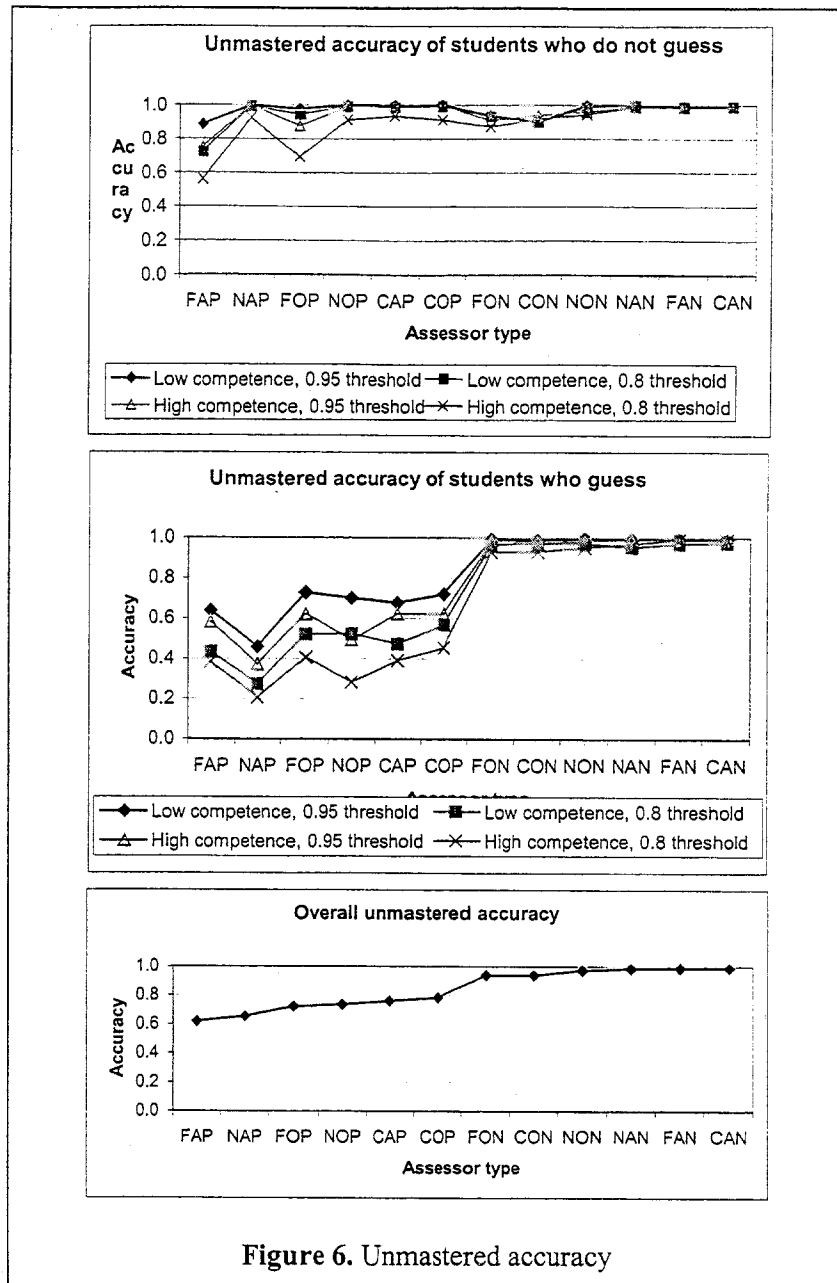 Unmastered accuracy of students who do not guess
Ac
cu
ra
cy
1.0
0.8
0.6
0.4
0.2
0.0
FAP NAP FOP NOP CAP COP FON CON NON NAN FAN CAN
Assessor type
Low competence, 0.95 threshold Low competence, 0.8 threshold
High competence, 0.95 threshold High competence, 0.8 threshold
Unmastered accuracy of students who guess
Accuracy
1.0
0.8
0.6
0.4
0.2
0.0
FAP NAP FOP NOP CAP COP FON CON NON NAN FAN CAN
Low competence, 0.95 threshold Low competence, 0.8 threshold
High competence, 0.95 threshold High competence, 0.8 threshold
Overall unmastered accuracy
Accuracy
1.0
0.8
0.6
0.4
0.2
0.0
FAP NAP FOP NOP CAP COP FON CON NON NAN FAN CAN
Assessor type
Figure 6. Unmastered accuracy